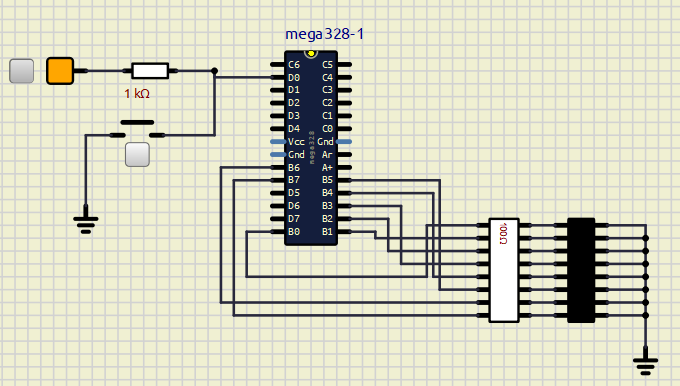 mega328-1
C6 C5
D0 C4
D1 C3
D2 C2
D3 C1
D4 C0
Vcc Gnd
Gnd Ar
B6 A+
B7 B5
D5 B4
D6 B3
D7 B2
B0 B1
mega328
1 kΩ
100Ω